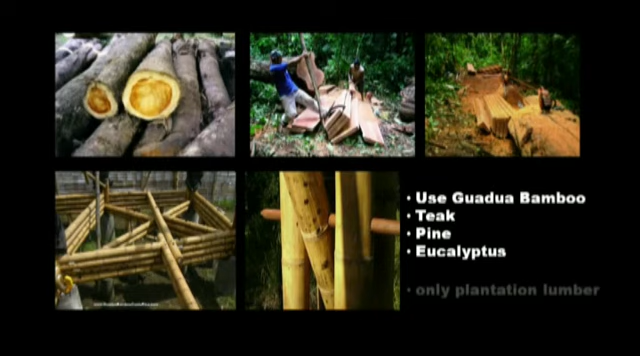 • Use Guadua Bamboo
• Teak
• Pine
• Eucalyptus
• only plantation lumber